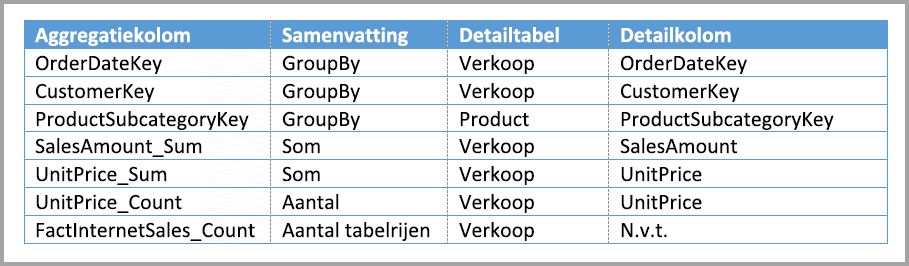 Aggregatiekolom Samenvatting Detailtabel Detailkolom
OrderDateKey GroupBy Verkoop OrderDateKey
CustomerKey GroupBy Verkoop CustomerKey
ProductSubcategoryKey GroupBy Product ProductSubcategoryKey
SalesAmount_Sum Som Verkoop SalesAmount
UnitPrice_Sum Som Verkoop UnitPrice
UnitPrice_Count Aantal Verkoop UnitPrice
FactInternetSales_Count Aantal tabelrijen Verkoop N.v.t.